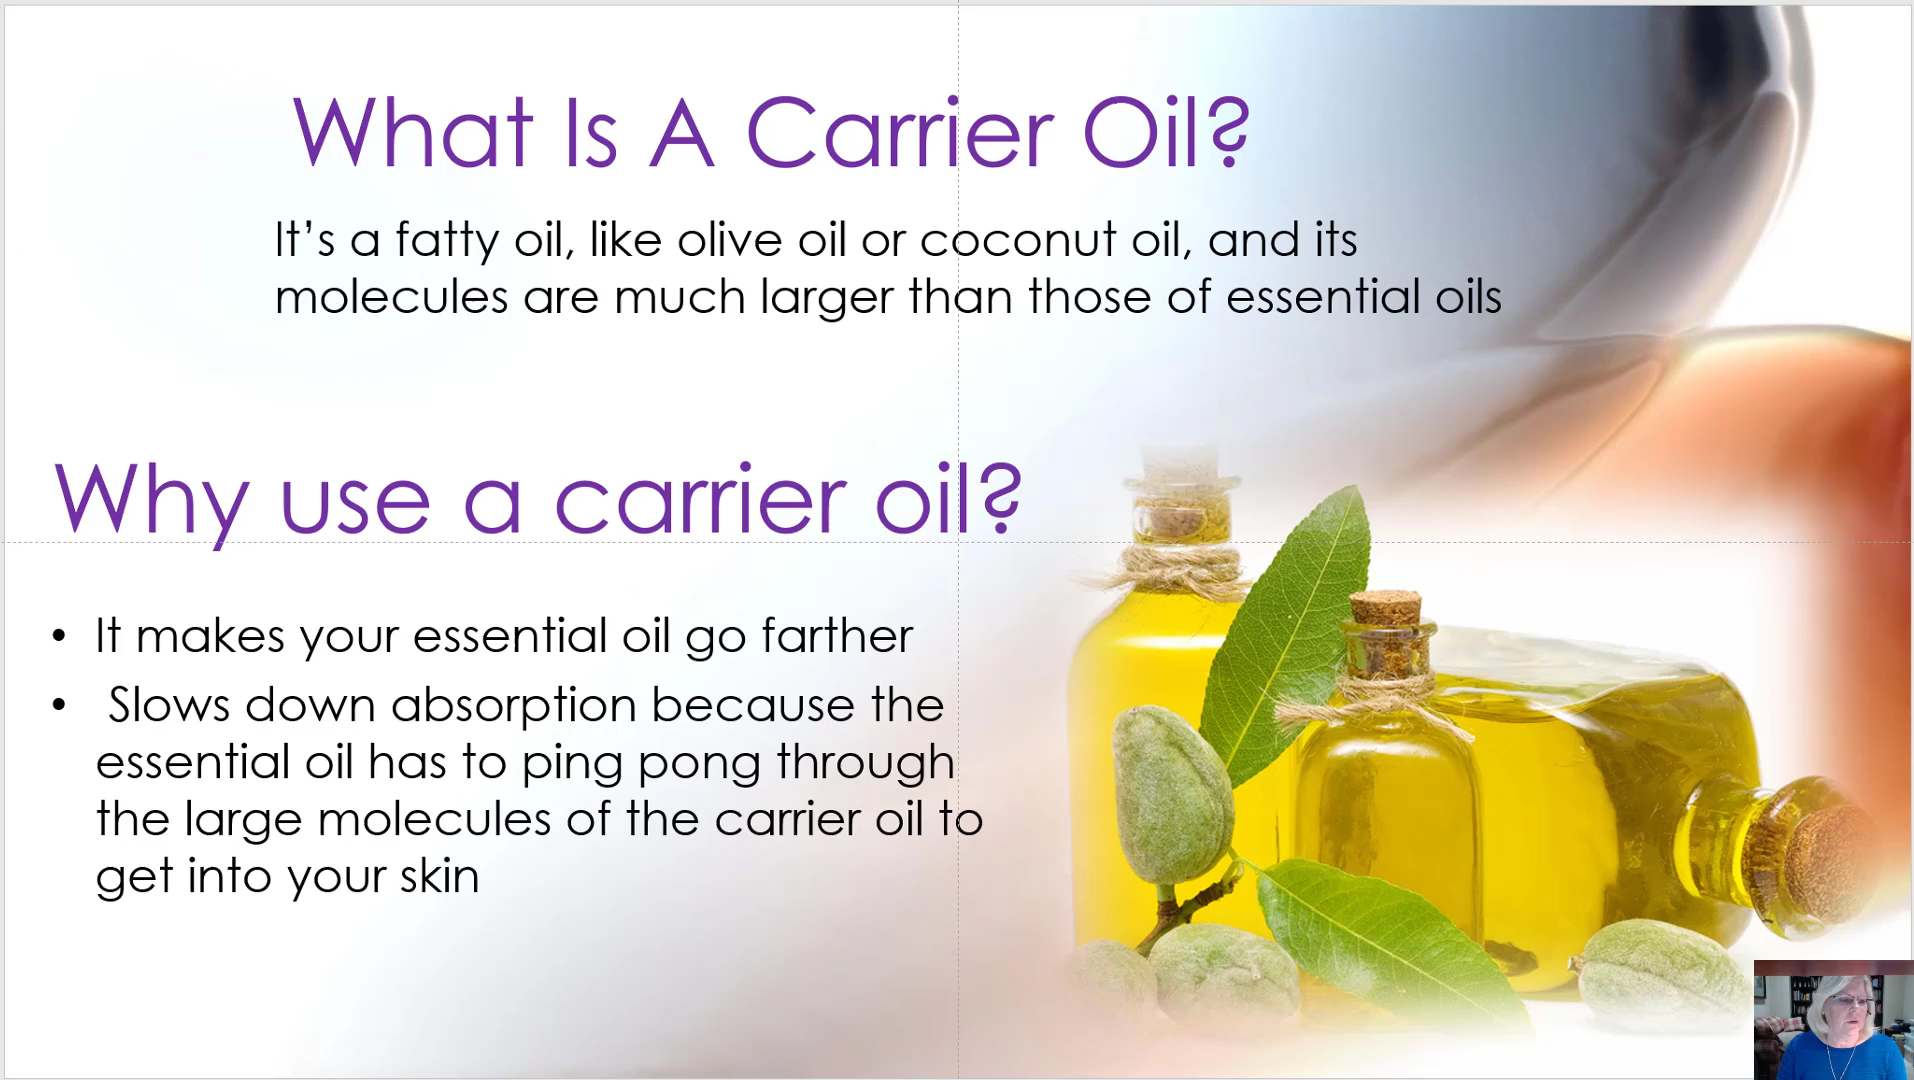 What Is A Carrier Oil?
It’s a fatty oil, like olive oil or coconut oil, and its
molecules are much larger than those of essential oils
Why use a carrier oil?
• It makes your essential oil go farther
• Slows down absorption because the
essential oil has to ping pong through
the large molecules of the carrier oil to
get into your skin